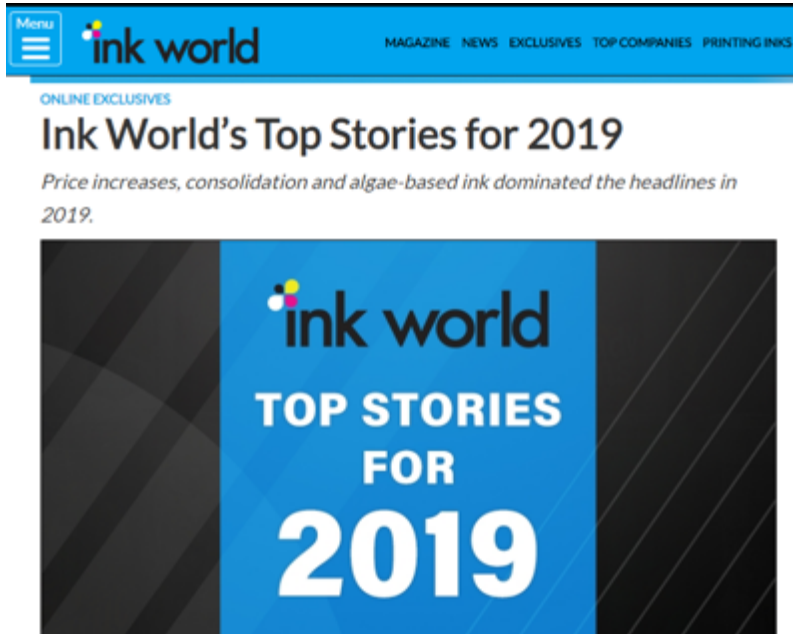 Menu
ink world
MAGAZINE NEWS EXCLUSIVES TOP COMPANIES PRINTING INKS
ONLINE EXCLUSIVES
Ink World's Top Stories for 2019
Price increases, consolidation and algae-based ink dominated the headlines in
2019.
ink world
TOP STORIES
FOR
2019